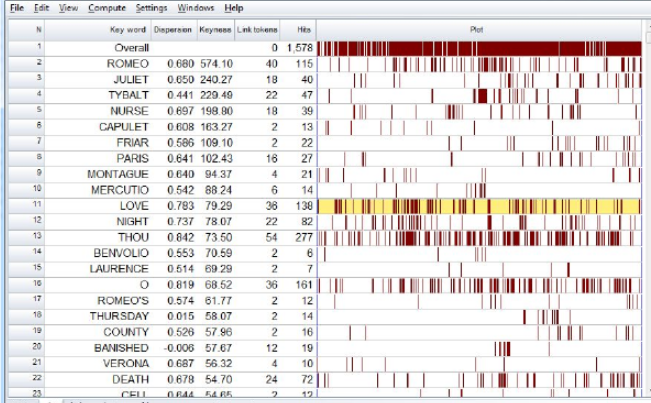 File Edit View Compute Settings Windows Help
N Key word Dispersion Keyness Link tokens Hits Plot
1 Overall 0 1,578
2 ROMEO 0.680 574.10 40 115
3 JULIET 0.650 240.27 18 40
4 TYBALT 0.441 229.49 22 47
5 NURSE 0.697 198.80 18 39
6 CAPULET 0.608 163.27 2 13
7 FRIAR 0.586 109.10 2 22
8 PARIS 0.641 102.43 16 27
9 MONTAGUE 0.640 94.37 4 21
10 MERCUTIO 0.542 88.24 6 14
11 LOVE 0.783 79.29 36 138
12 NIGHT 0.737 78.07 22 82
13 THOU 0.842 73.50 54 277
14 BENVOLIO 0.553 70.59 2 6
15 LAURENCE 0.514 69.29 2 7
16 O 0.819 68.52 36 161
17 ROMEO'S 0.574 61.77 2 12
18 THURSDAY 0.015 58.07 2 14
19 COUNTY 0.526 57.96 2 16
20 BANISHED -0.006 57.67 12 19
21 VERONA 0.687 56.32 4 10
22 DEATH 0.678 54.70 24 72
23 CELL 0.644 54.65 2 12